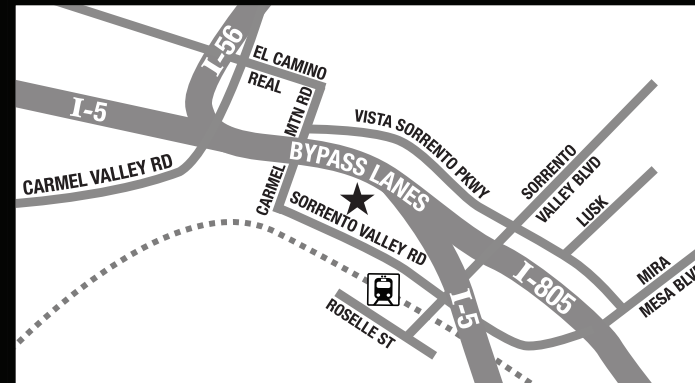 I-56
EL CAMINO
REAL
I-5
MTN RD
VISTA SORRENTO PKWY
BYPASS LANES
CARMEL VALLEY RD
CARMEL
SORRENTO
VALLEY BLVD
LUSK
SORRENTO VALLEY RD
MIRA
MESA BLV
I-805
I-5
ROSELLE ST